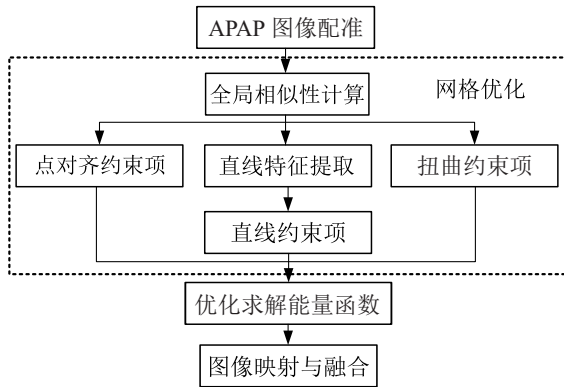 APAP 图像配准
全局相似性计算
网格优化
点对齐约束项
直线特征提取
扭曲约束项
直线约束项
优化求解能量函数
图像映射与融合